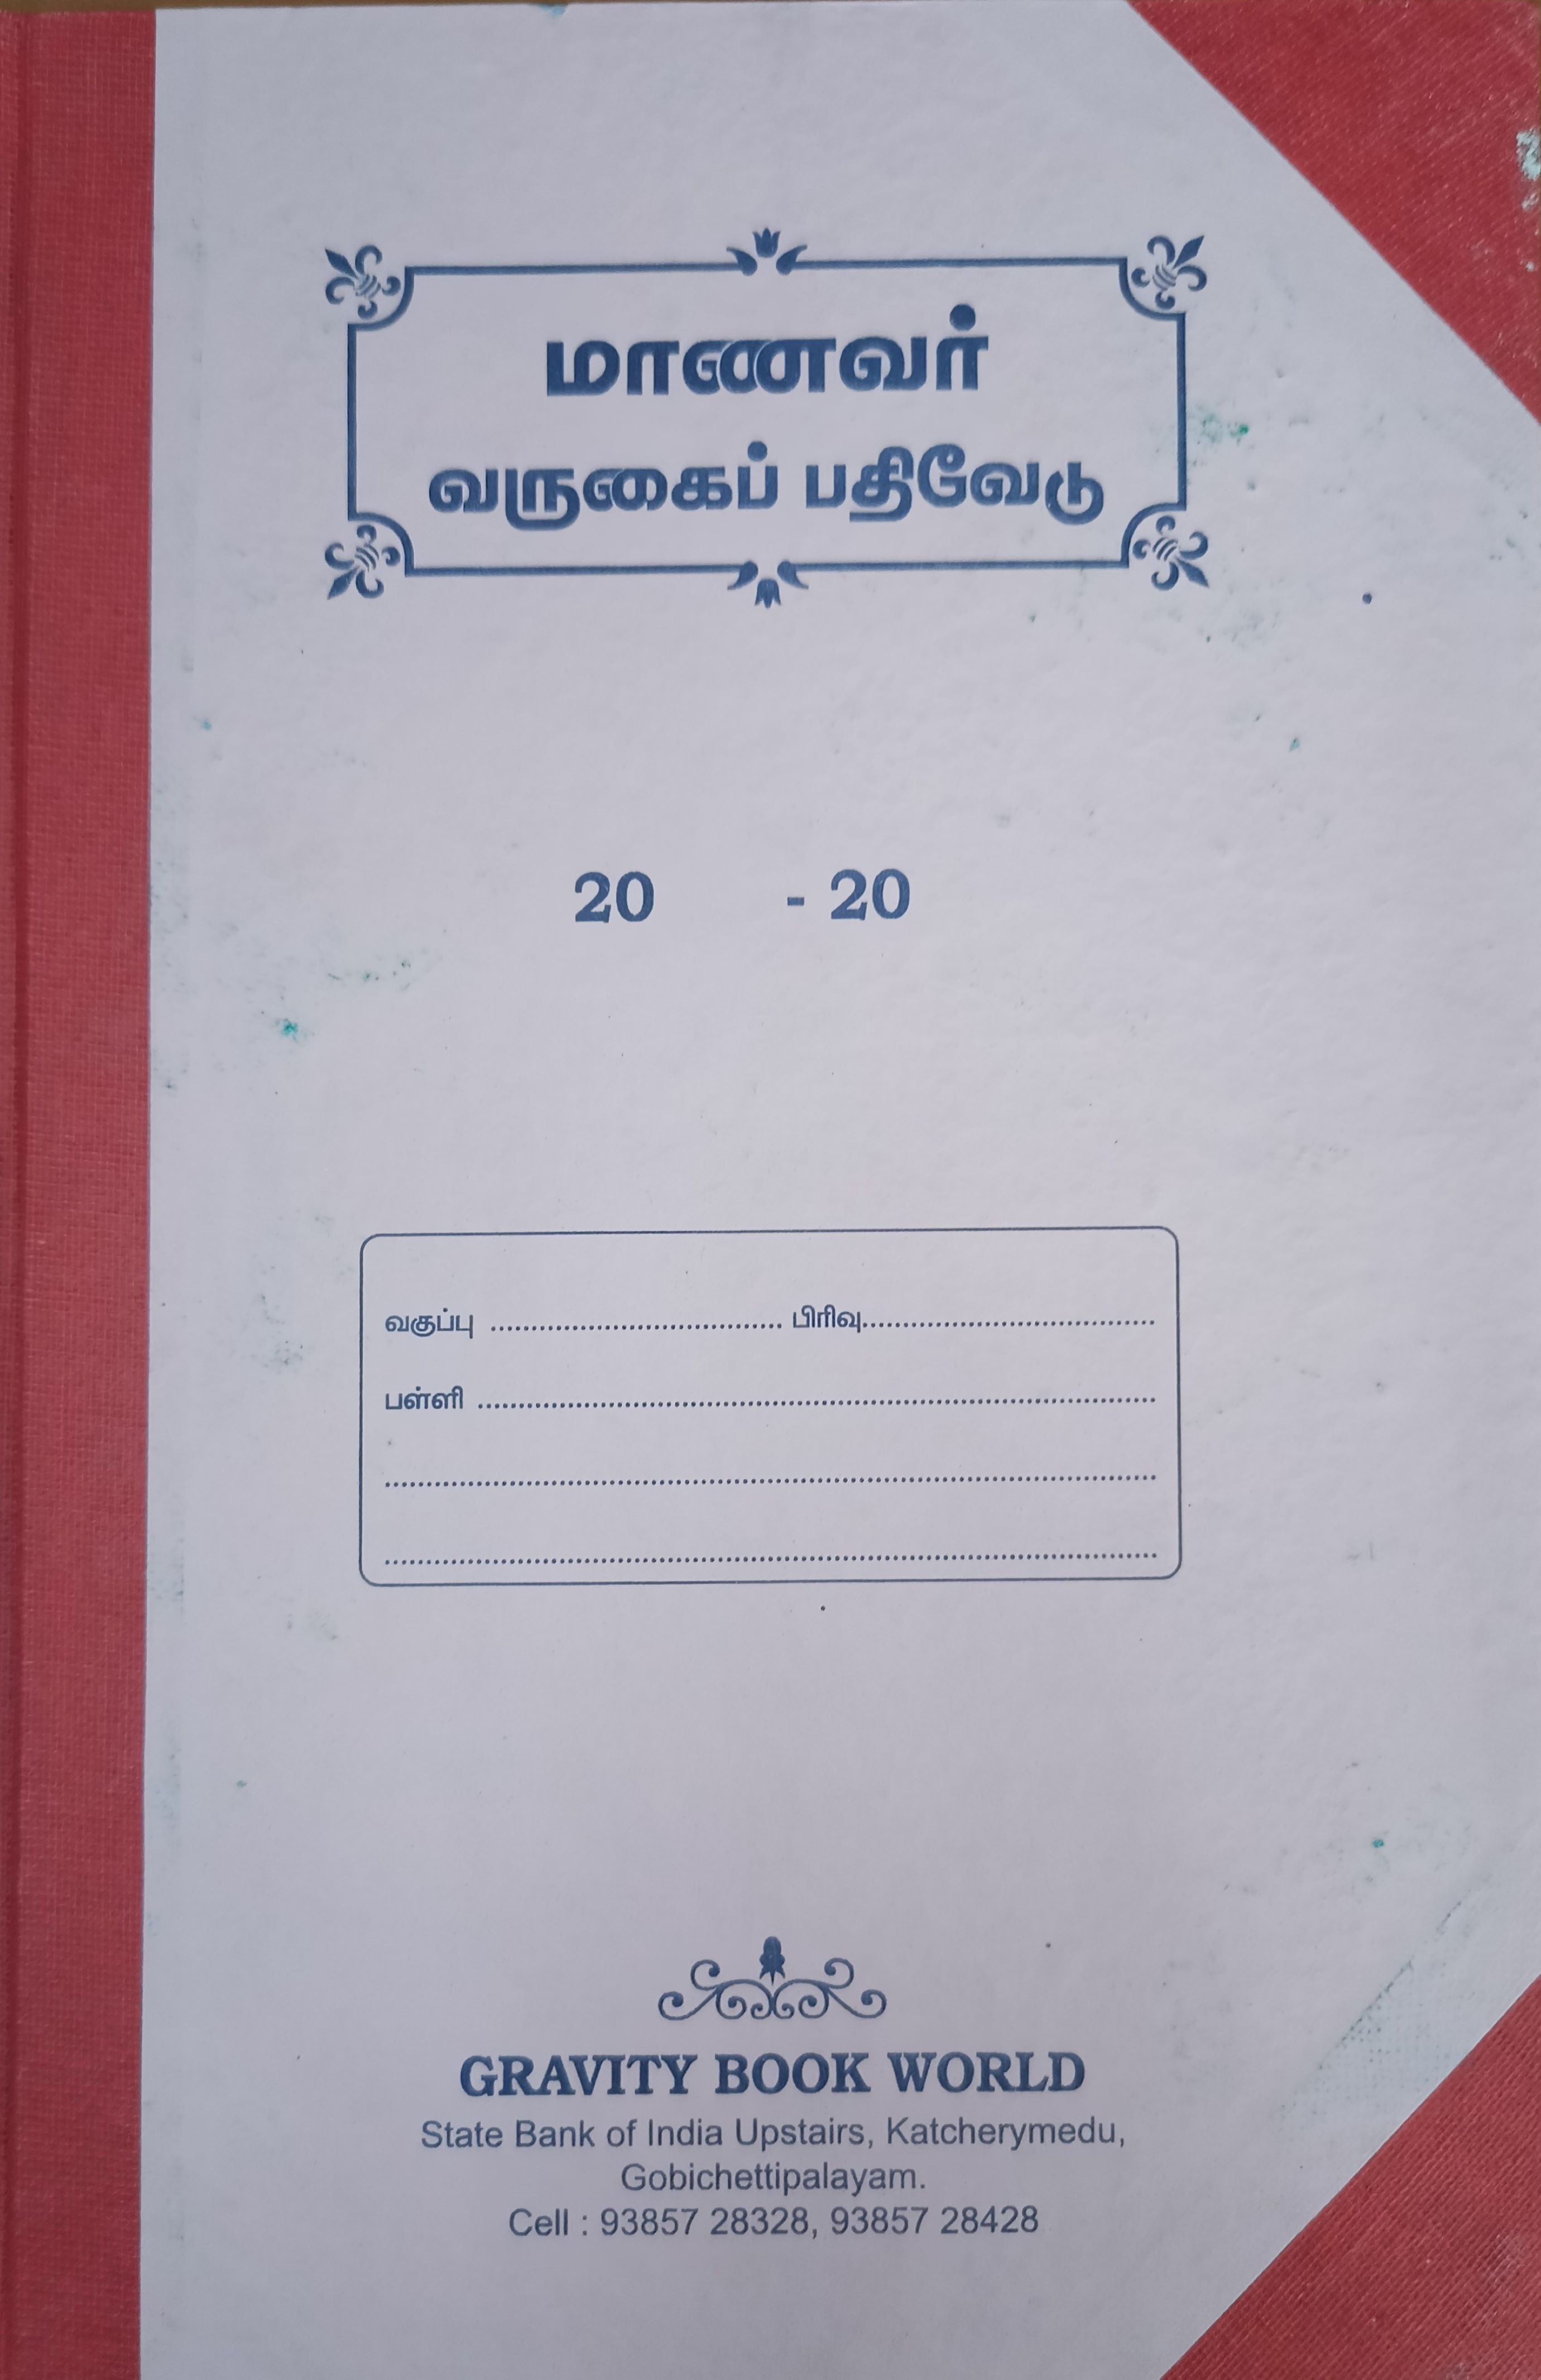 மாணவர்
வருகைப் பதிவேடு
20 - 20
வகுப்பு ................................... பிரிவு...................................
பள்ளி ..................................................................................
..............................................................................................
..............................................................................................
GRAVITY BOOK WORLD
State Bank of India Upstairs, Katcherymedu,
Gobichettipalayam.
Cell : 93857 28328, 93857 28428